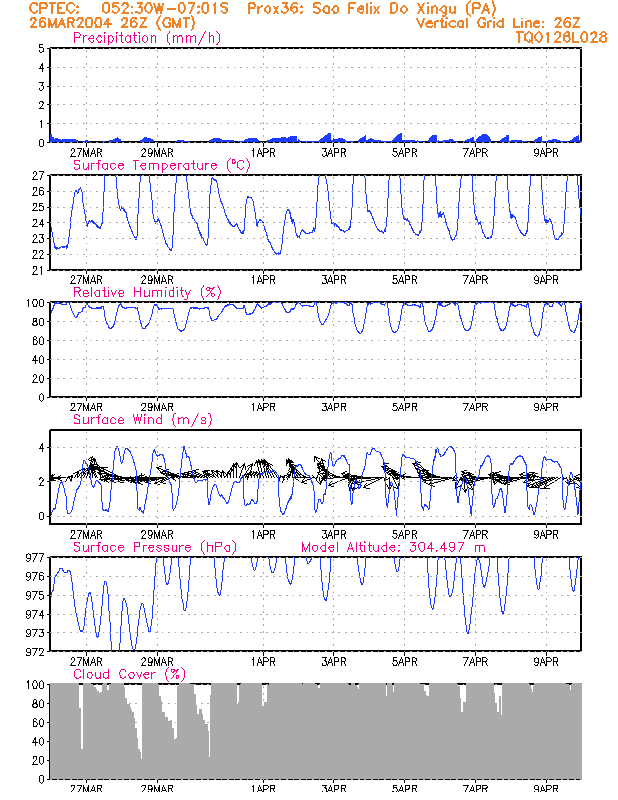 CPTEC: 052:30W-07:01S Prox36: Sao Felix Do Xingu (PA)
26MAR2004 26Z (GMT) Vertical Grid Line: 26Z
Precipitation (mm/h) TQ0126L028
5
4
3
2
1
0
27MAR 29MAR 1APR 3APR 5APR 7APR 9APR
Surface Temperature (°C)
27
26
25
24
23
22
21
27MAR 29MAR 1APR 3APR 5APR 7APR 9APR
Relative Humidity (%)
100
80
60
40
20
0
27MAR 29MAR 1APR 3APR 5APR 7APR 9APR
Surface Wind (m/s)
4
2
0
27MAR 29MAR 1APR 3APR 5APR 7APR 9APR
Surface Pressure (hPa) Model Altitude: 304.497 m
977
976
975
974
973
972
27MAR 29MAR 1APR 3APR 5APR 7APR 9APR
Cloud Cover (%)
100
80
60
40
20
0
27MAR 29MAR 1APR 3APR 5APR 7APR 9APR